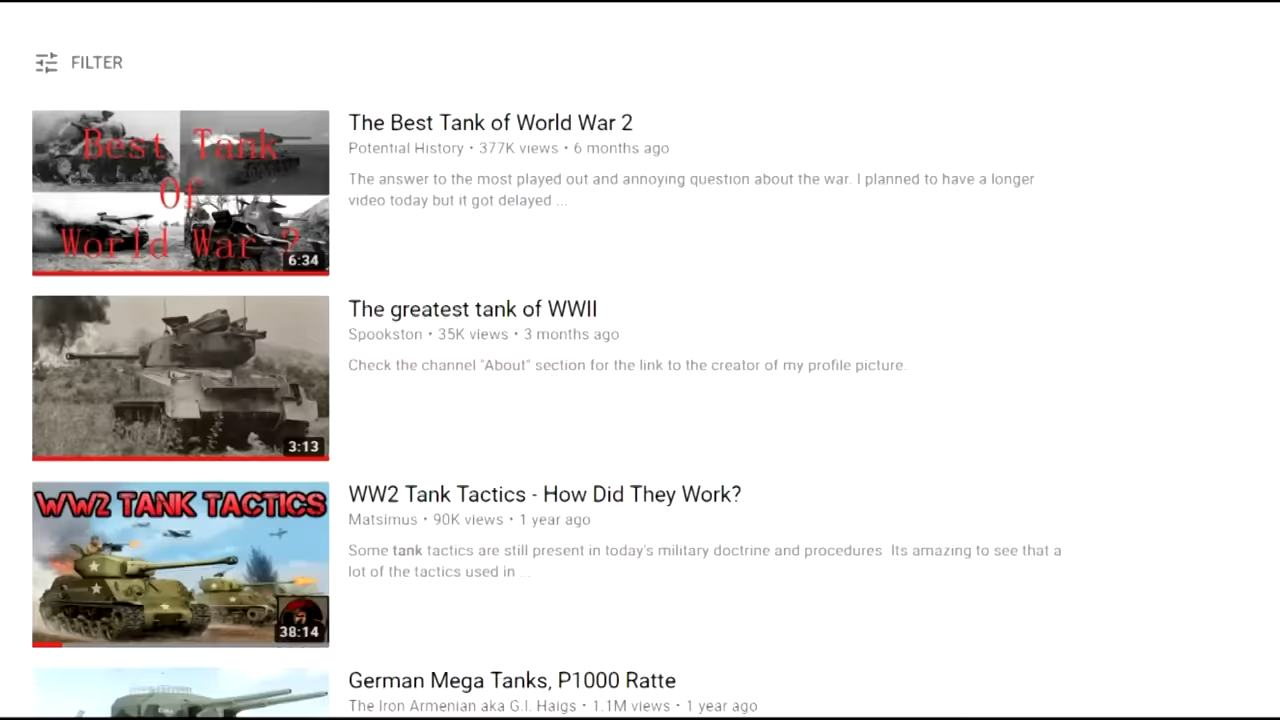 FILTER
Best Tank
Of
World War 2
6:34
The Best Tank of World War 2
Potential History • 377K views • 6 months ago
The answer to the most played out and annoying question about the war. I planned to have a longer
video today but it got delayed ...
3:13
The greatest tank of WWII
Spookston • 35K views • 3 months ago
Check the channel "About" section for the link to the creator of my profile picture.
WW2 TANK TACTICS
38:14
WW2 Tank Tactics - How Did They Work?
Matsimus • 90K views • 1 year ago
Some tank tactics are still present in today's military doctrine and procedures Its amazing to see that a
lot of the tactics used in ...
German Mega Tanks, P1000 Ratte
The Iron Armenian aka G.I. Haigs • 1.1M views • 1 year ago